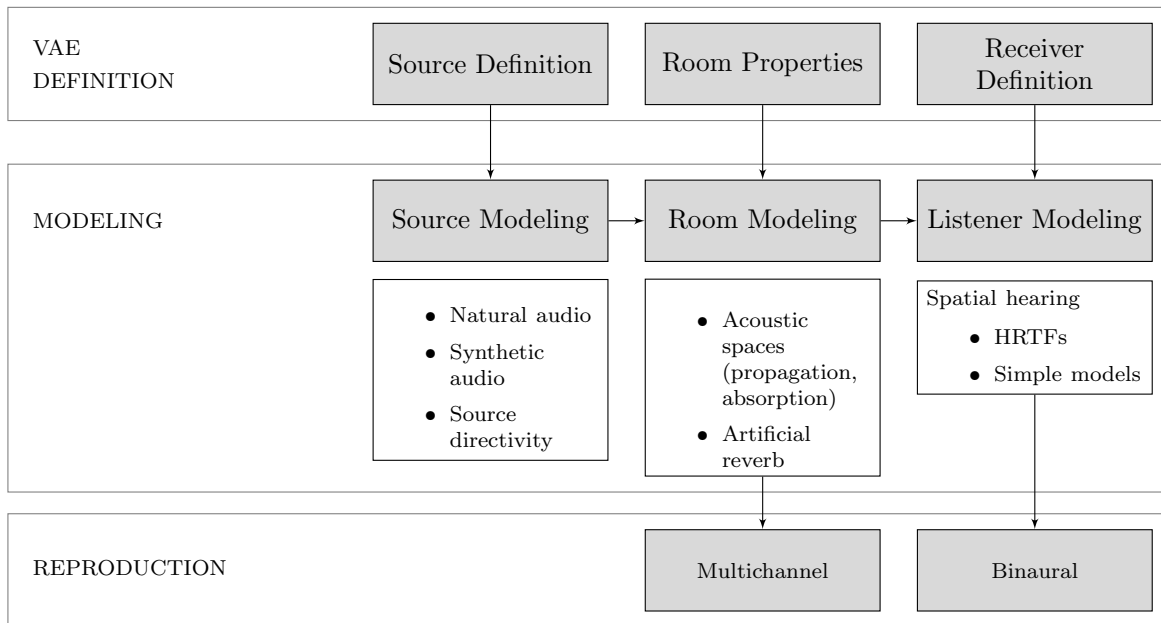 VAE
DEFINITION
Source Definition
Room Properties
Receiver
Definition
MODELING
Source Modeling
Room Modeling
Listener Modeling
• Natural audio
• Synthetic
audio
• Source
directivity
• Acoustic
spaces
(propagation,
absorption)
• Artificial
reverb
Spatial hearing
• HRTFs
• Simple models
REPRODUCTION
Multichannel
Binaural